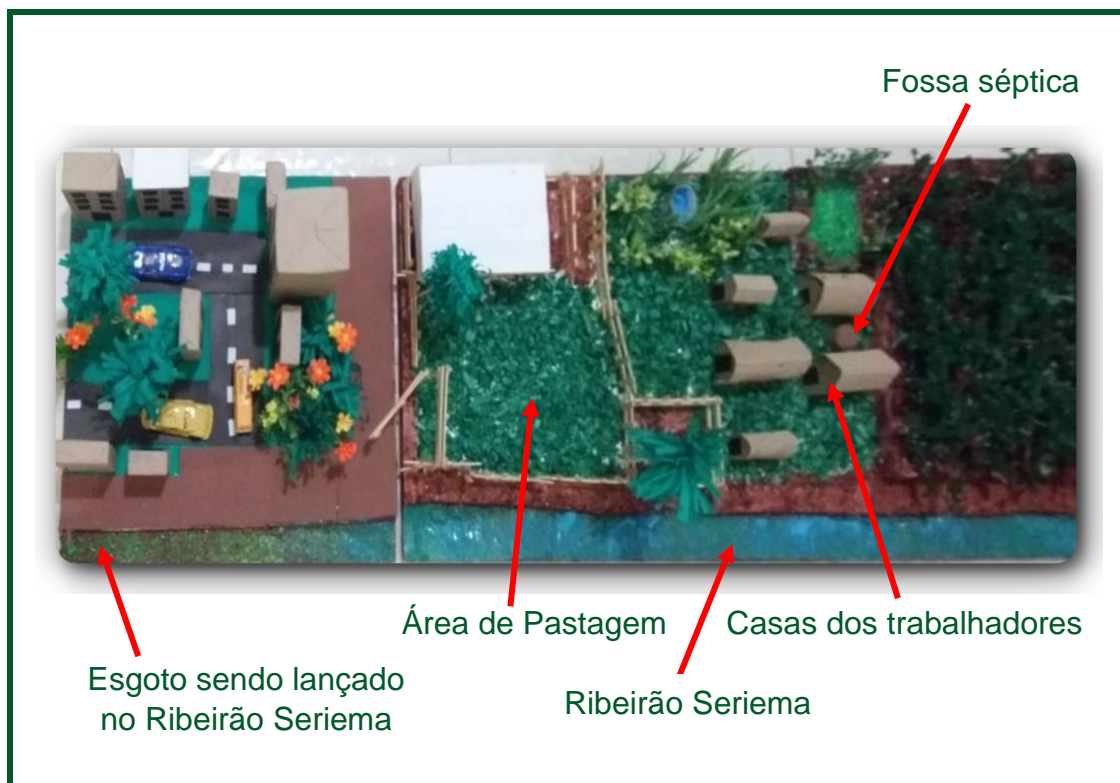 Fossa séptica
Área de Pastagem
Casas dos trabalhadores
Esgoto sendo lançado
no Ribeirão Seriema
Ribeirão Seriema